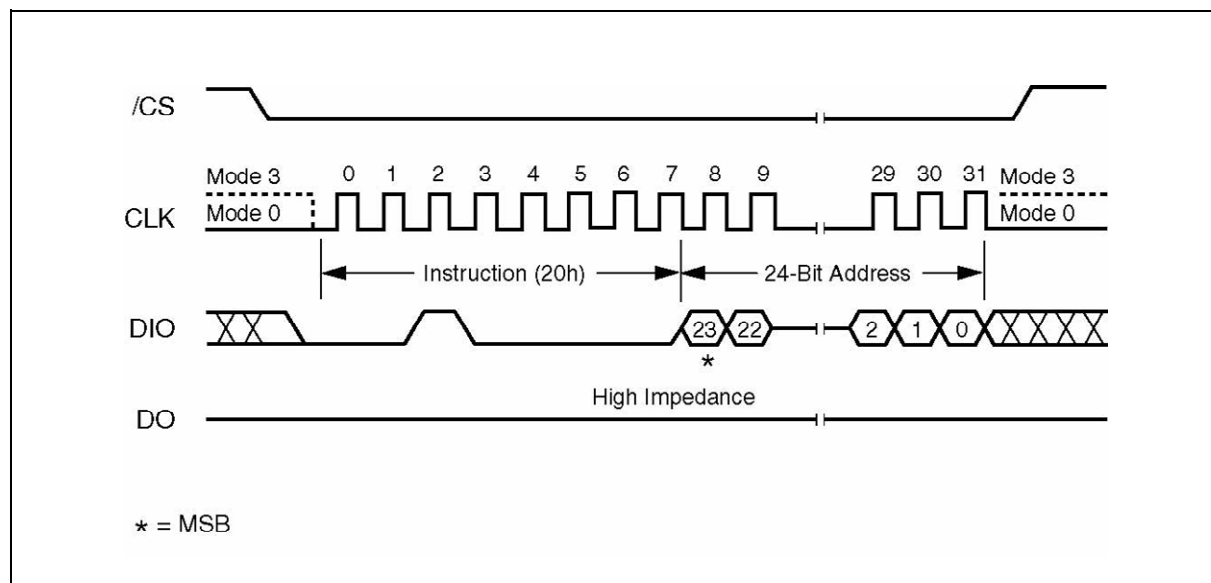 /CS
Mode 3 0 1 2 3 4 5 6 7 8 9 29 30 31 Mode 3
CLK Mode 0 Mode 0
Instruction (20h) 24-Bit Address
DIO 23 22 2 1 0
*
High Impedance
DO
* = MSB